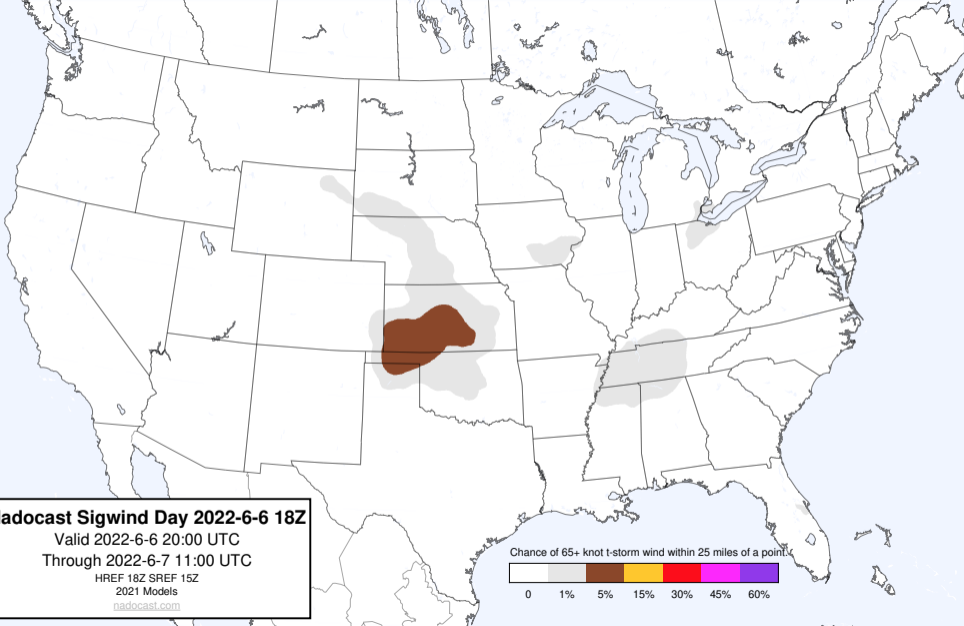 adocast Sigwind Day 2022-6-6 18Z
Valid 2022-6-6 20:00 UTC
Through 2022-6-7 11:00 UTC
HREF 18Z SREF 15Z
2021 Models
nadocast.com
Chance of 65+ knot t-storm wind within 25 miles of a point.
0 1% 5% 15% 30% 45% 60%